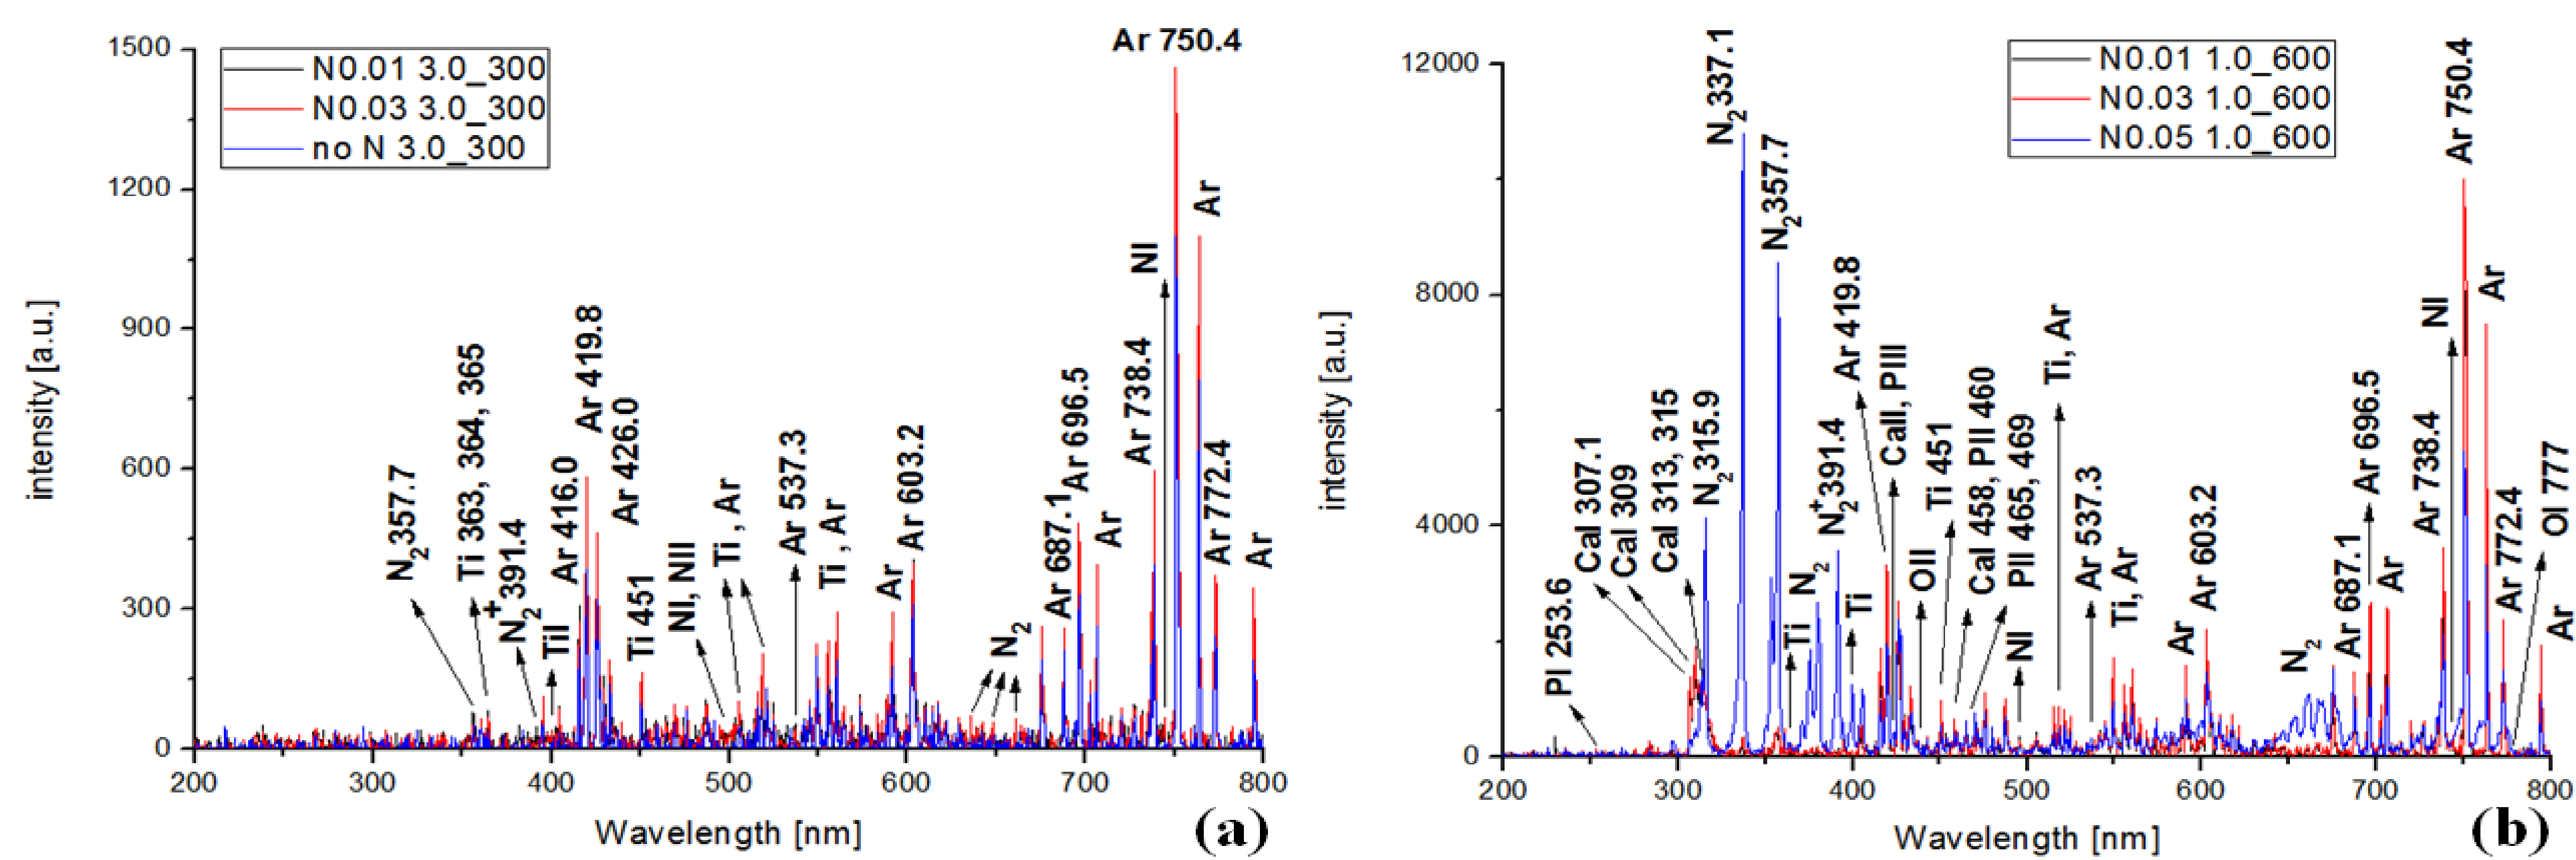 1500
1200
900
600
300
0
intensity [a.u.]
N0.01 3.0_300
N0.03 3.0_300
no N 3.0_300
N2357.7
Ti 363, 364, 365
N2+ 391.4
TiI
Ar 416.0
Ar 419.8
Ar 426.0
Ti 451
NI, NII
Ti , Ar
Ar 537.3
Ti , Ar
Ar
Ar 603.2
N2
Ar 687.1
Ar 696.5
Ar
Ar 738.4
NI
Ar 750.4
Ar
Ar 772.4
Ar
200 300 400 500 600 700 800
Wavelength [nm]
(a)
12000
8000
4000
0
intensity [a.u.]
N0.01 1.0_600
N0.03 1.0_600
N0.05 1.0_600
PI 253.6
CaI 307.1
CaI 309
CaI 313, 315
N2315.9
N2337.1
N2357.7
Ti
N2
N2+391.4
Ti
Ar 419.8
CaII, PIII
OII
Ti 451
CaI 458, PII 460
PII 465, 469
NI
Ti, Ar
Ar 537.3
Ti, Ar
Ar
Ar 603.2
N2
Ar 687.1
Ar 696.5
Ar
Ar 738.4
NI
Ar 750.4
Ar
Ar 772.4
OI 777
Ar
200 300 400 500 600 700 800
Wavelength [nm]
(b)